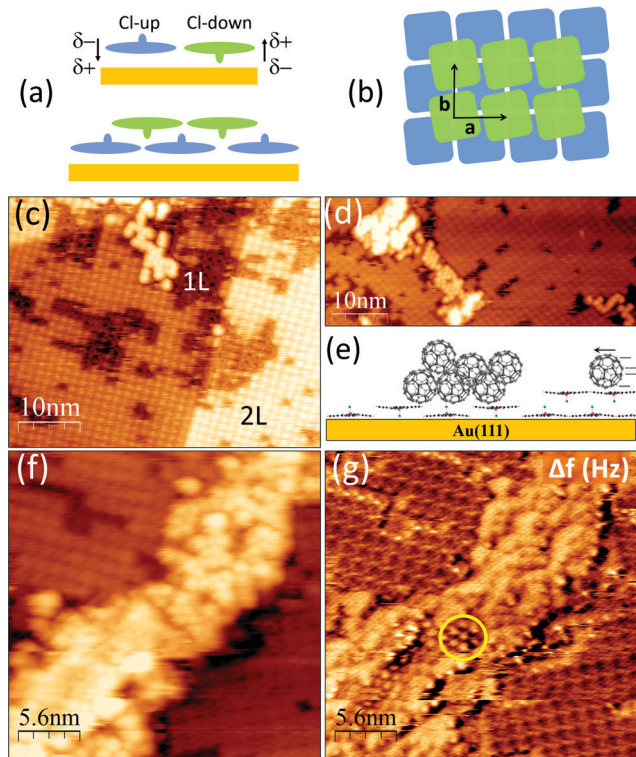 Cl-up Cl-down
δ− δ+
δ+ δ−
(a)
(b)
b
a
(c)
1L
2L
10nm
(d)
10nm
(e)
Au(111)
(f)
5.6nm
(g)
Δf (Hz)
5.6nm